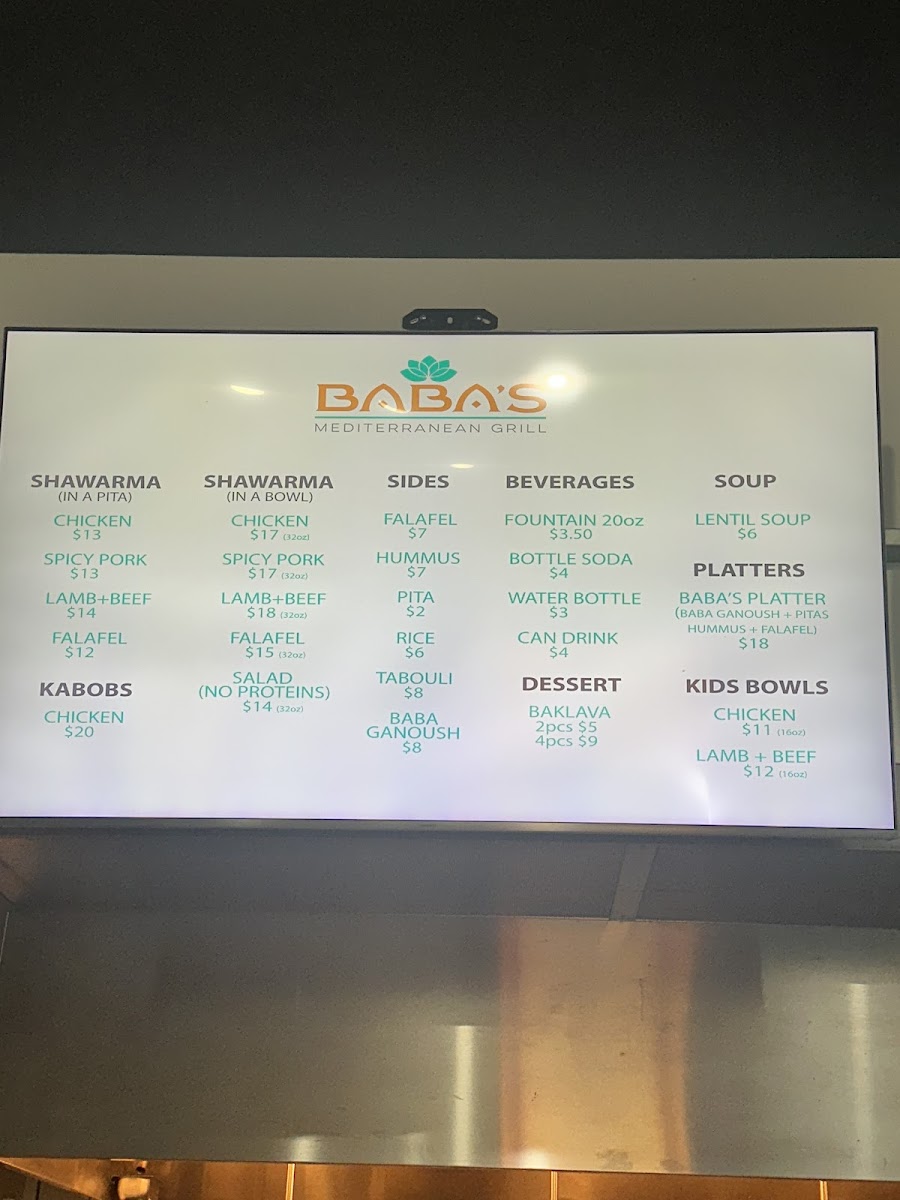 BABA'S
MEDITERRANEAN GRILL
SHAWARMA
(IN A PITA)
CHICKEN
$13
SPICY PORK
$13
LAMB+BEEF
$14
FALAFEL
$12
KABOBS
CHICKEN
$20
SHAWARMA
(IN A BOWL)
CHICKEN
$17 (32oz)
SPICY PORK
$17 (32oz)
LAMB+BEEF
$18 (32oz)
FALAFEL
$15 (32oz)
SALAD
(NO PROTEINS)
$14 (32oz)
SIDES
FALAFEL
$7
HUMMUS
$7
PITA
$2
RICE
$6
TABOULI
$8
BABA
GANOUSH
$8
BEVERAGES
FOUNTAIN 20oz
$3.50
BOTTLE SODA
$4
WATER BOTTLE
$3
CAN DRINK
$4
DESSERT
BAKLAVA
2pcs $5
4pcs $9
SOUP
LENTIL SOUP
$6
PLATTERS
BABA'S PLATTER
(BABA GANOUSH + PITAS
HUMMUS + FALAFEL)
$18
KIDS BOWLS
CHICKEN
$11 (16oz)
LAMB + BEEF
$12 (16oz)